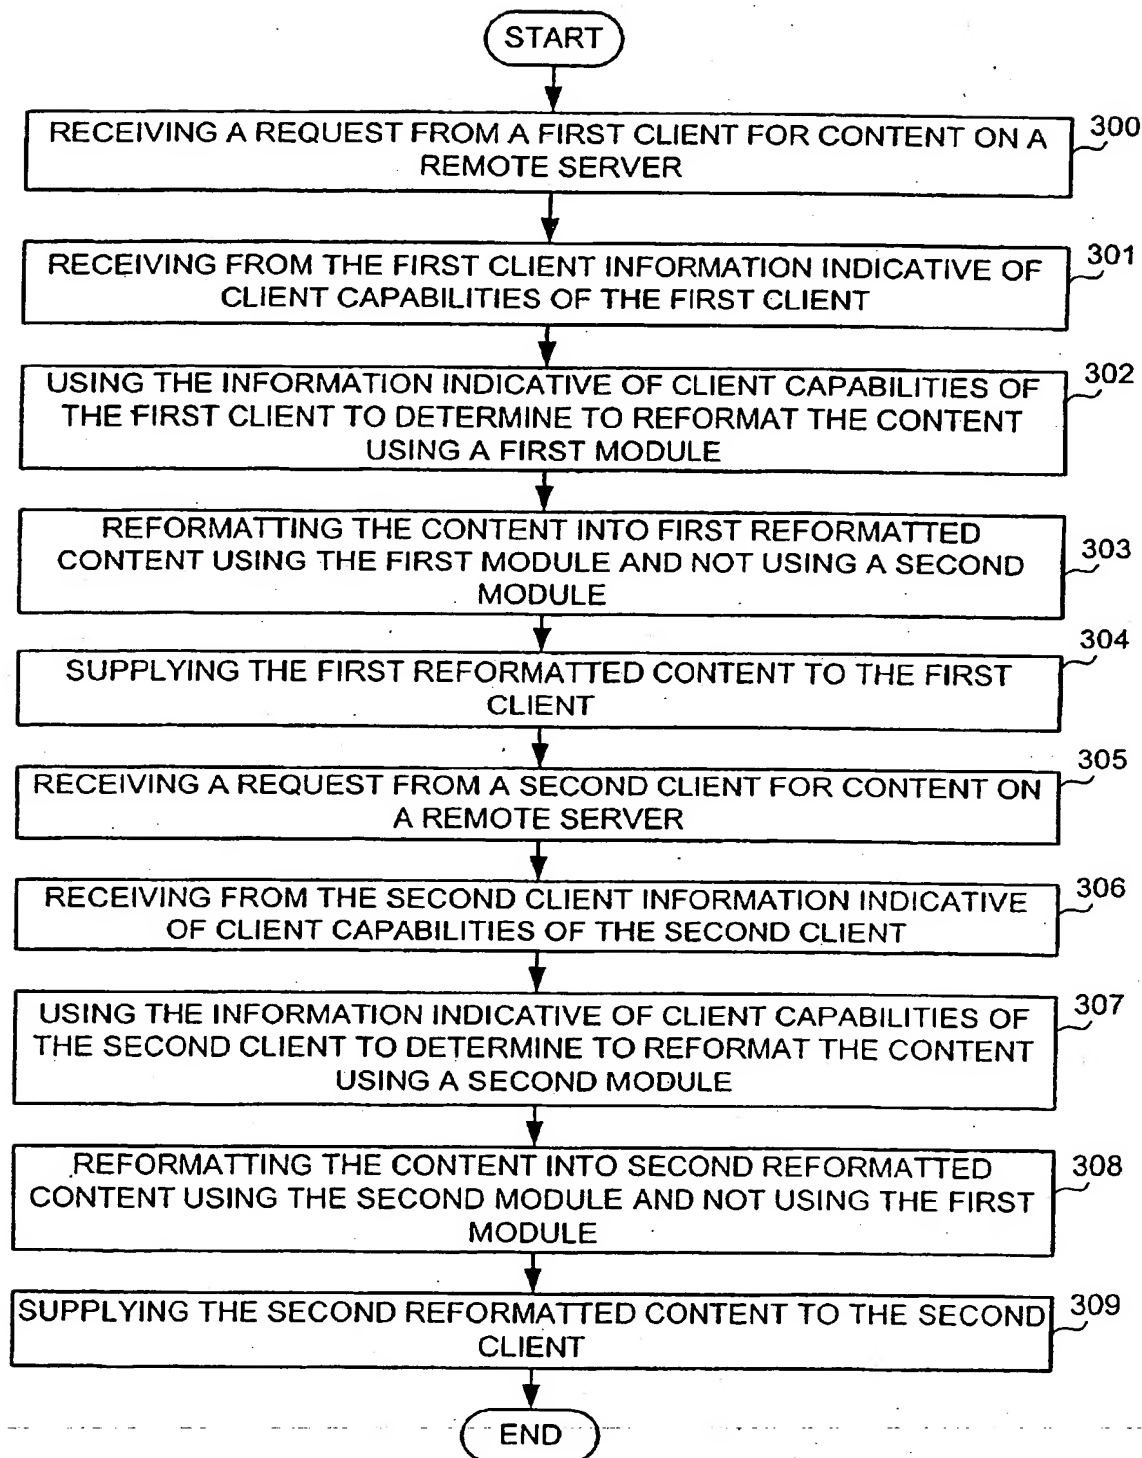 START
RECEIVING A REQUEST FROM A FIRST CLIENT FOR CONTENT ON A
REMOTE SERVER
300
RECEIVING FROM THE FIRST CLIENT INFORMATION INDICATIVE OF
CLIENT CAPABILITIES OF THE FIRST CLIENT
301
USING THE INFORMATION INDICATIVE OF CLIENT CAPABILITIES OF
THE FIRST CLIENT TO DETERMINE TO REFORMAT THE CONTENT
USING A FIRST MODULE
302
REFORMATTING THE CONTENT INTO FIRST REFORMATTED
CONTENT USING THE FIRST MODULE AND NOT USING A SECOND
MODULE
303
SUPPLYING THE FIRST REFORMATTED CONTENT TO THE FIRST
CLIENT
304
RECEIVING A REQUEST FROM A SECOND CLIENT FOR CONTENT ON
A REMOTE SERVER
305
RECEIVING FROM THE SECOND CLIENT INFORMATION INDICATIVE
OF CLIENT CAPABILITIES OF THE SECOND CLIENT
306
USING THE INFORMATION INDICATIVE OF CLIENT CAPABILITIES OF
THE SECOND CLIENT TO DETERMINE TO REFORMAT THE CONTENT
USING A SECOND MODULE
307
REFORMATTING THE CONTENT INTO SECOND REFORMATTED
CONTENT USING THE SECOND MODULE AND NOT USING THE FIRST
MODULE
308
SUPPLYING THE SECOND REFORMATTED CONTENT TO THE SECOND
CLIENT
309
END